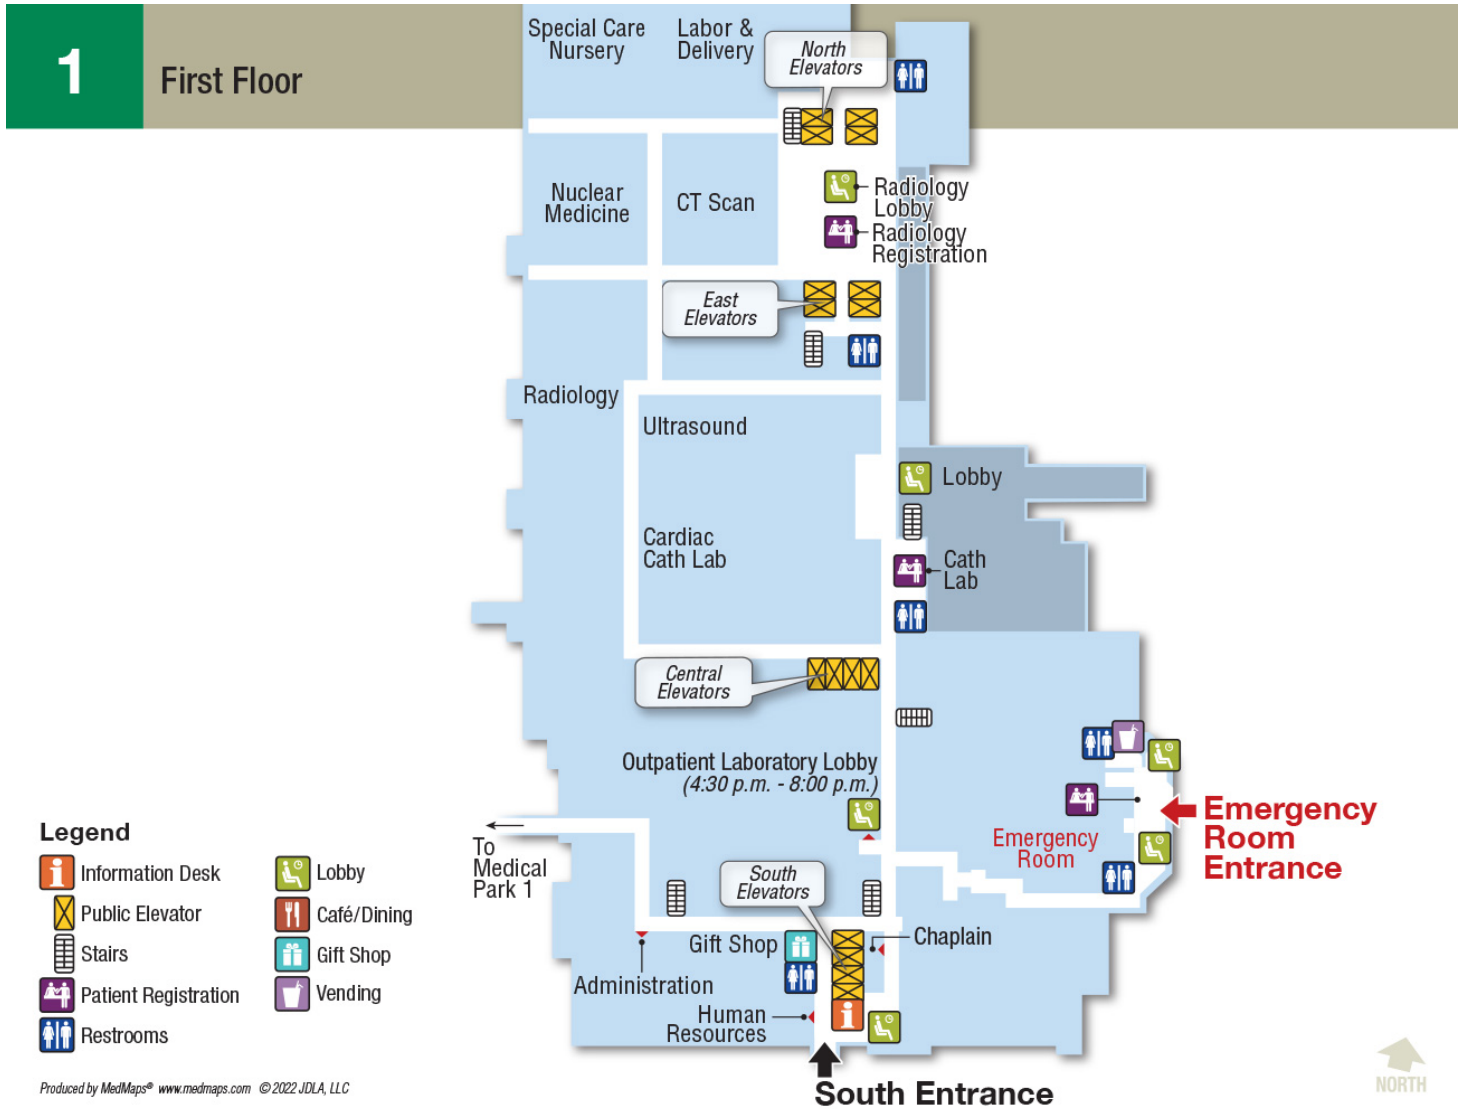 1
First Floor
Special Care
Nursery
Labor &
Delivery
North
Elevators
Nuclear
Medicine
CT Scan
Radiology
Lobby
Radiology
Registration
East
Elevators
Radiology
Ultrasound
Lobby
Cardiac
Cath Lab
Cath
Lab
Central
Elevators
Outpatient Laboratory Lobby
(4:30 p.m. - 8:00 p.m.)
Emergency
Room
Entrance
Emergency
Room
To
Medical
Park 1
South
Elevators
Gift Shop
Chaplain
Administration
Human
Resources
South Entrance
Legend
Information Desk
Public Elevator
Stairs
Patient Registration
Restrooms
Lobby
Café/Dining
Gift Shop
Vending
Produced by MedMaps® www.medmaps.com © 2022 JDLA, LLC
NORTH